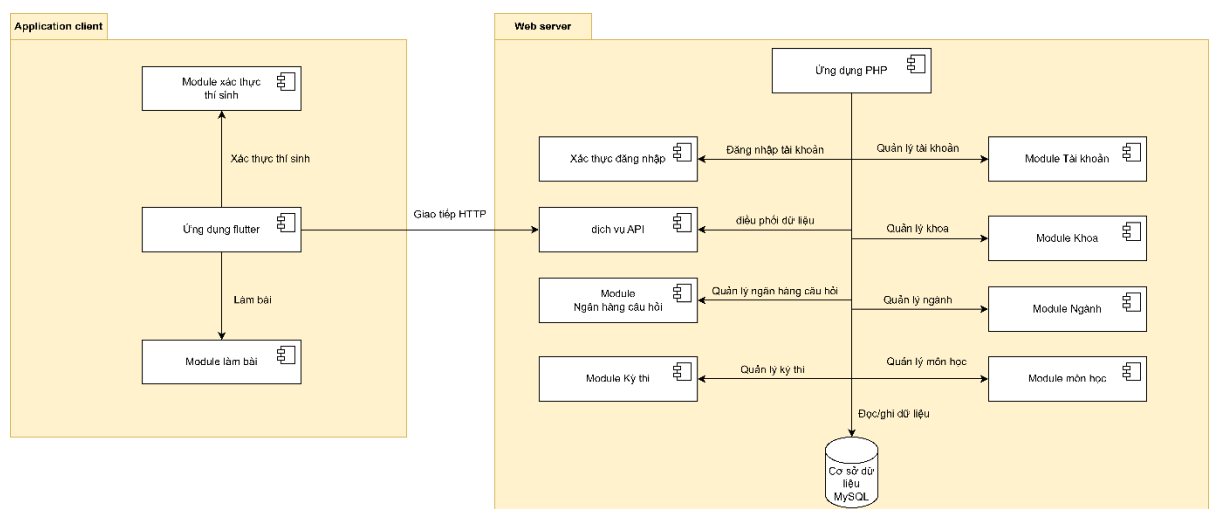 Application client
Module xác thực
thí sinh
Xác thực thí sinh
Ứng dụng flutter
Làm bài
Module làm bài
Giao tiếp HTTP
Web server
Ứng dụng PHP
Xác thực đăng nhập
Đăng nhập tài khoản
Quản lý tài khoản
Module Tài khoản
dịch vụ API
điều phối dữ liệu
Quản lý khoa
Module Khoa
Module
Ngân hàng câu hỏi
Quản lý ngân hàng câu hỏi
Quản lý ngành
Module Ngành
Module Kỳ thi
Quản lý kỳ thi
Quản lý môn học
Module môn học
Đọc/ghi dữ liệu
Cơ sở dữ
liệu
MySQL